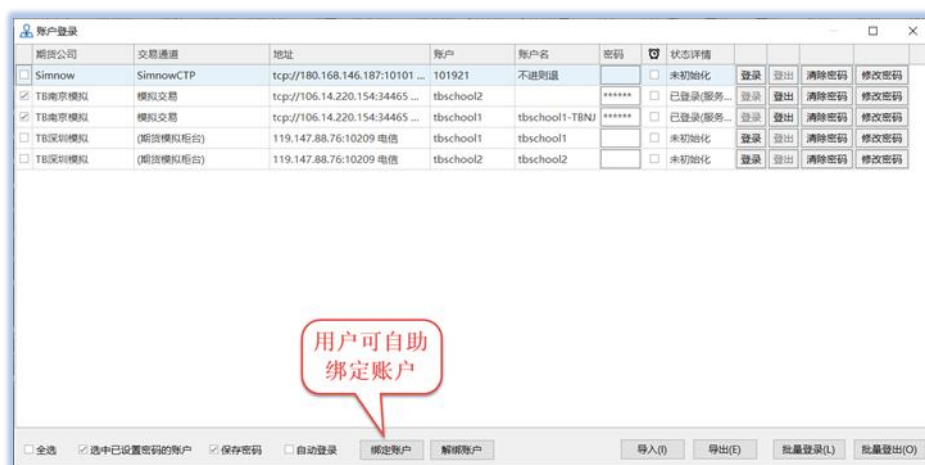 账户登录
期货公司 交易通道 地址 账户 账户名 密码 状态详情
Simnow SimnowCTP tcp://180.168.146.187:10101 ... 101921 不进则退 未初始化 登录 登出 清除密码 修改密码
TB南京模拟 模拟交易 tcp://106.14.220.154:34465 ... tbschool2 ****** 已登录(服务... 登录 登出 清除密码 修改密码
TB南京模拟 模拟交易 tcp://106.14.220.154:34465 ... tbschool1 tbschool1-TBNJ ****** 已登录(服务... 登录 登出 清除密码 修改密码
TB深圳模拟 (期货模拟柜台) 119.147.88.76:10209 电信 tbschool1 tbschool1 未初始化 登录 登出 清除密码 修改密码
TB深圳模拟 (期货模拟柜台) 119.147.88.76:10209 电信 tbschool2 tbschool2 未初始化 登录 登出 清除密码 修改密码
用户可自助
绑定账户
全选 选中已设置密码的账户 保存密码 自动登录 绑定账户 解绑账户 导入(I) 导出(E) 批量登录(L) 批量登出(O)